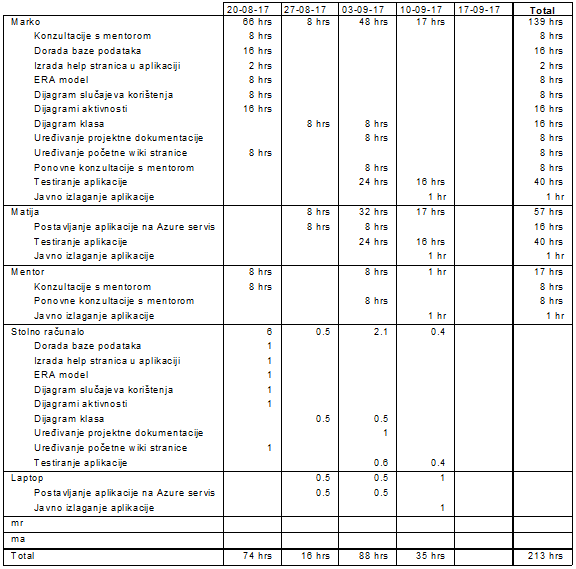 20-08-17 27-08-17 03-09-17 10-09-17 17-09-17 Total
Marko 66 hrs 8 hrs 48 hrs 17 hrs 139 hrs
Konzultacije s mentorom 8 hrs 8 hrs
Dorada baze podataka 16 hrs 16 hrs
Izrada help stranica u aplikaciji 2 hrs 2 hrs
ERA model 8 hrs 8 hrs
Dijagram slučajeva korištenja 8 hrs 8 hrs
Dijagrami aktivnosti 16 hrs 16 hrs
Dijagram klasa 8 hrs 8 hrs 16 hrs
Uređivanje projektne dokumentacije 8 hrs 8 hrs
Uređivanje početne wiki stranice 8 hrs 8 hrs
Ponovne konzultacije s mentorom 8 hrs 8 hrs
Testiranje aplikacije 24 hrs 16 hrs 40 hrs
Javno izlaganje aplikacije 1 hr 1 hr
Matija 8 hrs 32 hrs 17 hrs 57 hrs
Postavljanje aplikacije na Azure servis 8 hrs 8 hrs 16 hrs
Testiranje aplikacije 24 hrs 16 hrs 40 hrs
Javno izlaganje aplikacije 1 hr 1 hr
Mentor 8 hrs 8 hrs 1 hr 17 hrs
Konzultacije s mentorom 8 hrs 8 hrs
Ponovne konzultacije s mentorom 8 hrs 8 hrs
Javno izlaganje aplikacije 1 hr 1 hr
Stolno računalo 6 0.5 2.1 0.4
Dorada baze podataka 1
Izrada help stranica u aplikaciji 1
ERA model 1
Dijagram slučajeva korištenja 1
Dijagrami aktivnosti 1
Dijagram klasa 0.5 0.5
Uređivanje projektne dokumentacije 1
Uređivanje početne wiki stranice 1
Testiranje aplikacije 0.6 0.4
Laptop 0.5 0.5 1
Postavljanje aplikacije na Azure servis 0.5 0.5
Javno izlaganje aplikacije 1
mr
ma
Total 74 hrs 16 hrs 88 hrs 35 hrs 213 hrs